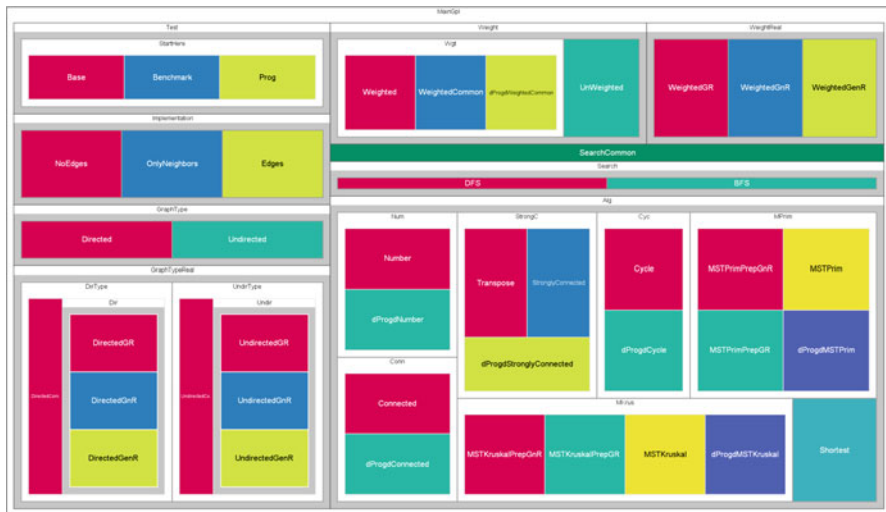 MainGpl
Test
StartHere
Base
Benchmark
Prog
Implementation
NoEdges
OnlyNeighbors
Edges
GraphType
Directed
Undirected
GraphTypeReal
DirType
Dir
DirectedCom
DirectedGR
DirectedGnR
DirectedGenR
UndirType
Undir
UndirectedCo
UndirectedGR
UndirectedGnR
UndirectedGenR
Weight
Wgt
Weighted
WeightedCommon
dProgdWeightedCommon
UnWeighted
WeightReal
WeightedGR
WeightedGnR
WeightedGenR
SearchCommon
Search
DFS
BFS
Alg
Num
Number
dProgdNumber
StrongC
Transpose
StronglyConnected
dProgdStronglyConnected
Cyc
Cycle
dProgdCycle
MPrim
MSTPrimPrepGnR
MSTPrim
MSTPrimPrepGR
dProgdMSTPrim
Conn
Connected
dProgdConnected
MKrus
MSTKruskalPrepGnR
MSTKruskalPrepGR
MSTKruskal
dProgdMSTKruskal
Shortest